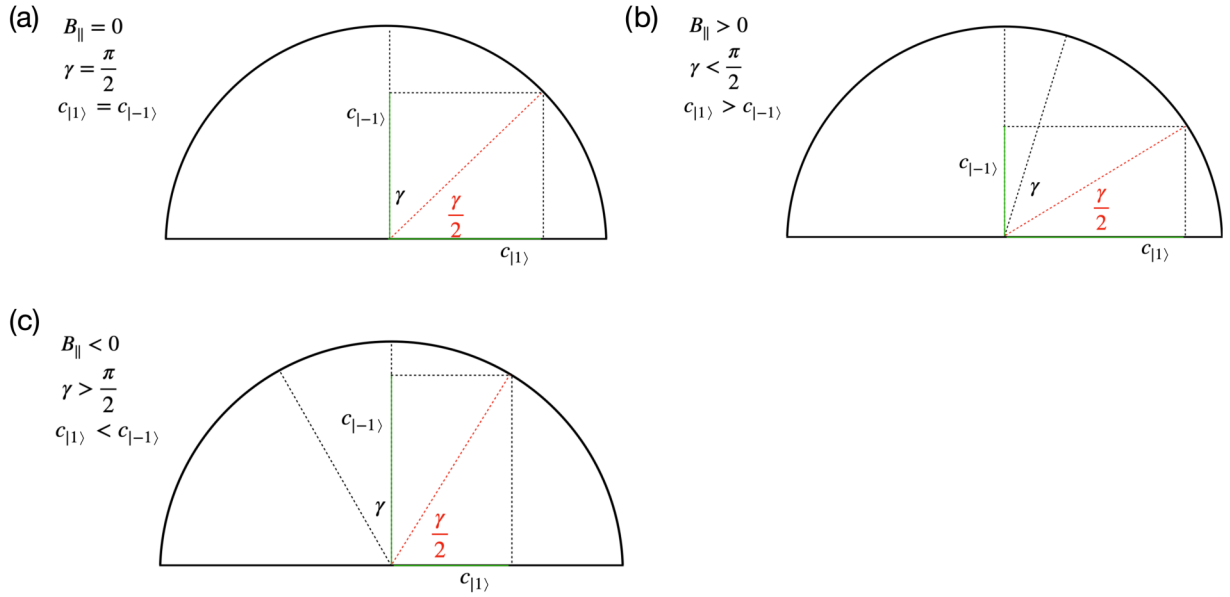 (a)
B∥ = 0
γ = π/2
c|1⟩ = c|−1⟩
c|−1⟩
γ
γ/2
c|1⟩
(b)
B∥ > 0
γ < π/2
c|1⟩ > c|−1⟩
c|−1⟩
γ
γ/2
c|1⟩
(c)
B∥ < 0
γ > π/2
c|1⟩ < c|−1⟩
c|−1⟩
γ
γ/2
c|1⟩